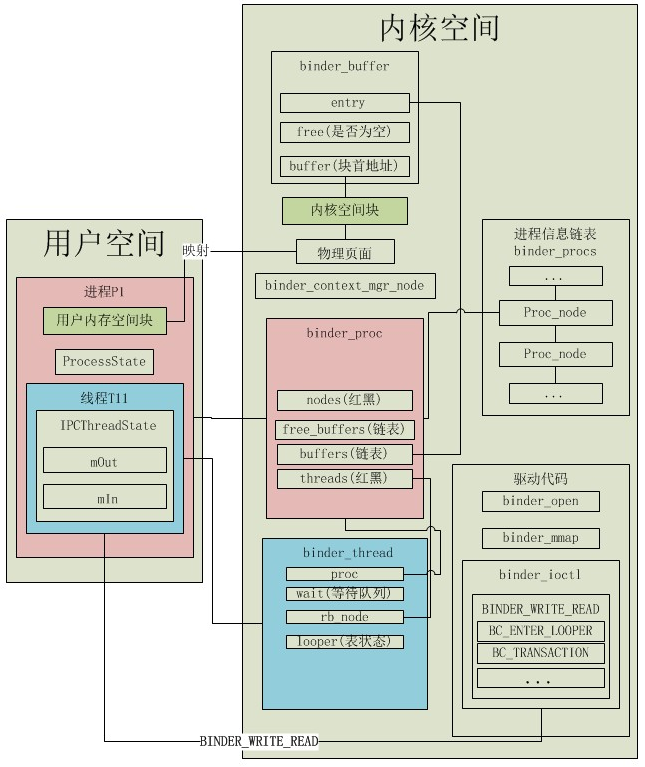 内核空间
binder_buffer
entry
free(是否为空)
buffer(块首地址)
内核空间块
物理页面
binder_context_mgr_node
用户空间
映射
进程P1
用户内存空间块
ProcessState
线程T11
IPCThreadState
mOut
mIn
binder_proc
nodes(红黑)
free_buffers(链表)
buffers(链表)
threads(红黑)
binder_thread
proc
wait(等待队列)
rb_node
looper(表状态)
进程信息链表
binder_procs
...
Proc_node
Proc_node
...
驱动代码
binder_open
binder_mmap
binder_ioctl
BINDER_WRITE_READ
BC_ENTER_LOOPER
BC_TRANSACTION
...
BINDER_WRITE_READ